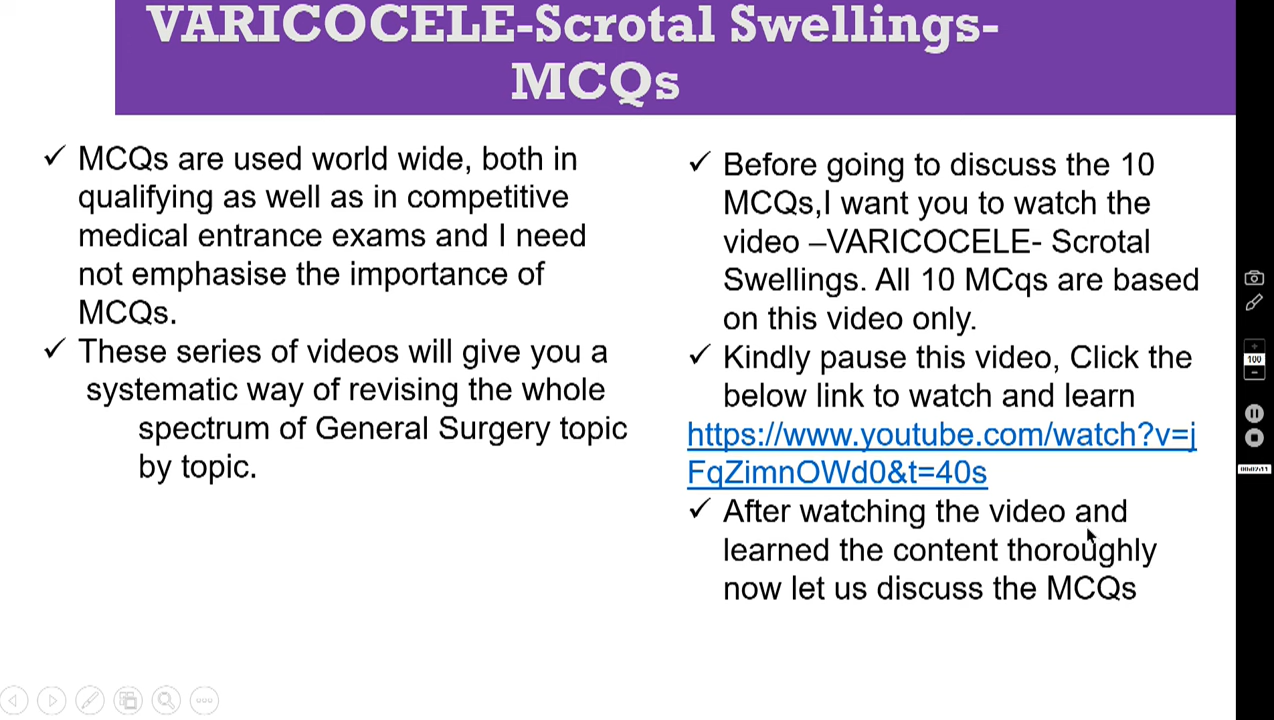 VARICOCELE-Scrotal Swellings-
MCQs
✓ MCQs are used world wide, both in
qualifying as well as in competitive
medical entrance exams and I need
not emphasise the importance of
MCQs.
✓ These series of videos will give you a
systematic way of revising the whole
spectrum of General Surgery topic
by topic.
✓ Before going to discuss the 10
MCQs,I want you to watch the
video –VARICOCELE- Scrotal
Swellings. All 10 MCqs are based
on this video only.
✓ Kindly pause this video, Click the
below link to watch and learn
https://www.youtube.com/watch?v=j
FqZimnOWd0&t=40s
✓ After watching the video and
learned the content thoroughly
now let us discuss the MCQs
100